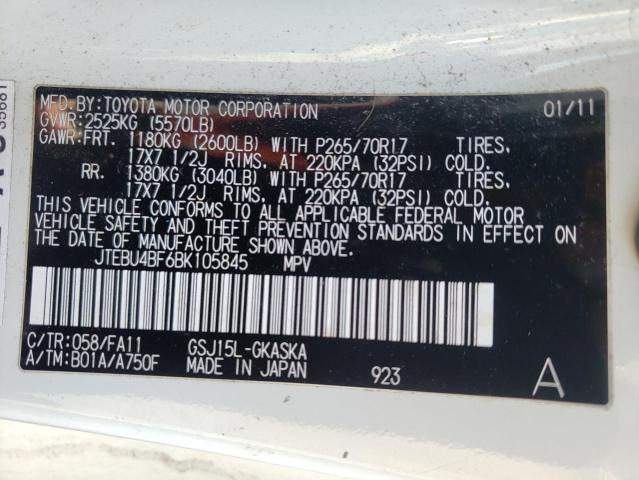 MFD.BY:TOYOTA MOTOR CORPORATION 01/11
GVWR:2525KG (5570LB)
GAWR:FRT. 1180KG (2600LB) WITH P265/70R17 TIRES,
17X7 1/2J RIMS, AT 220KPA (32PSI) COLD.
RR. 1380KG (3040LB) WITH P265/70R17 TIRES,
17X7 1/2J RIMS, AT 220KPA (32PSI) COLD.
THIS VEHICLE CONFORMS TO ALL APPLICABLE FEDERAL MOTOR
VEHICLE SAFETY AND THEFT PREVENTION STANDARDS IN EFFECT
ON THE DATE OF MANUFACTURE SHOWN ABOVE.
JTEBU4BF6BK105845 MPV
C/TR:058/FA11 GSJ15L-GKASKA
A/TM:B01A/A750F MADE IN JAPAN 923 A